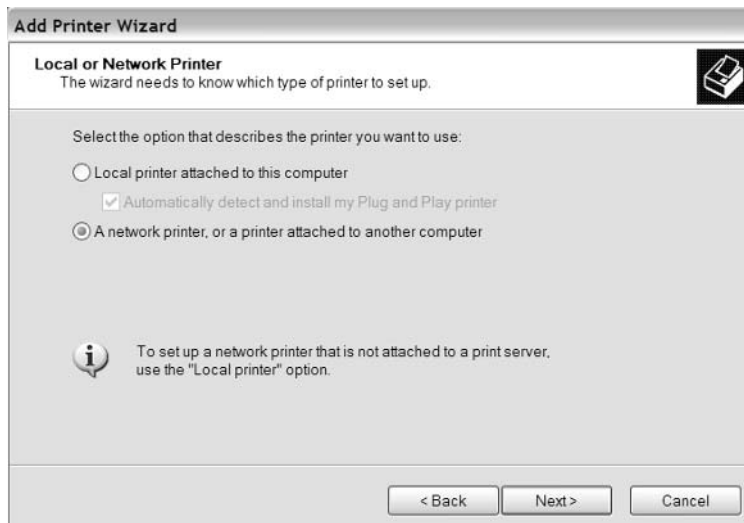 Add Printer Wizard
Local or Network Printer
The wizard needs to know which type of printer to set up.
Select the option that describes the printer you want to use:
Local printer attached to this computer
Automatically detect and install my Plug and Play printer
A network printer, or a printer attached to another computer
To set up a network printer that is not attached to a print server,
use the "Local printer" option.
< Back
Next >
Cancel